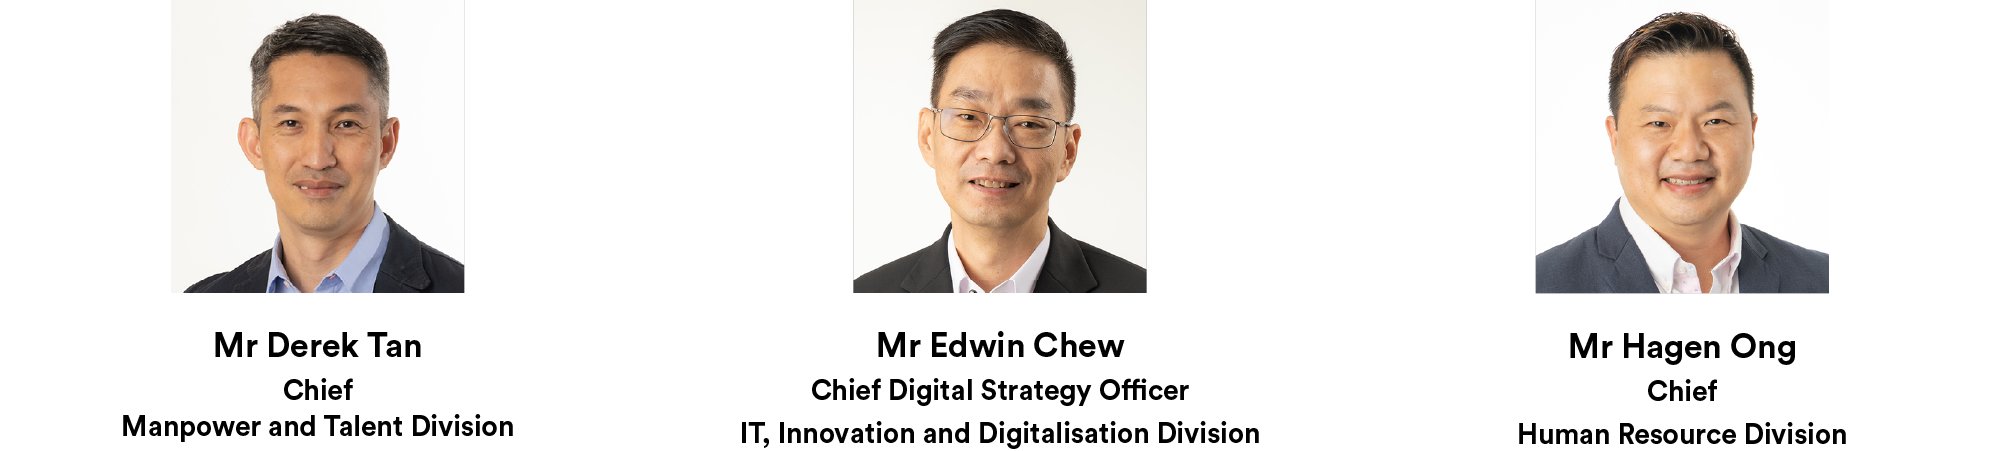 Mr Derek Tan
Chief
Manpower and Talent Division
Mr Edwin Chew
Chief Digital Strategy Officer
IT, Innovation and Digitalisation Division
Mr Hagen Ong
Chief
Human Resource Division